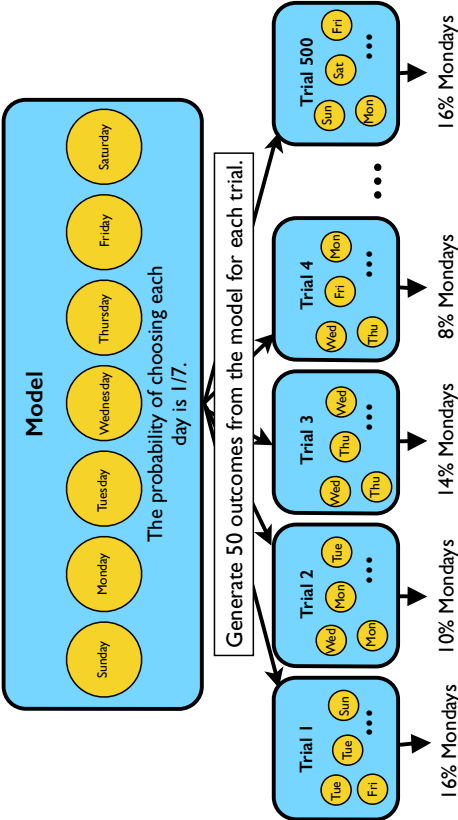 Model
Sunday
Monday
Tuesday
Wednesday
Thursday
Friday
Saturday
The probability of choosing each
day is 1/7.
Generate 50 outcomes from the model for each trial.
Trial 1
Tue
Tue
Sun
Fri
...
16% Mondays
Trial 2
Wed
Mon
Tue
Mon
...
10% Mondays
Trial 3
Wed
Thu
Wed
Thu
...
14% Mondays
Trial 4
Wed
Fri
Mon
Thu
...
8% Mondays
...
Trial 500
Sun
Sat
Fri
Mon
...
16% Mondays